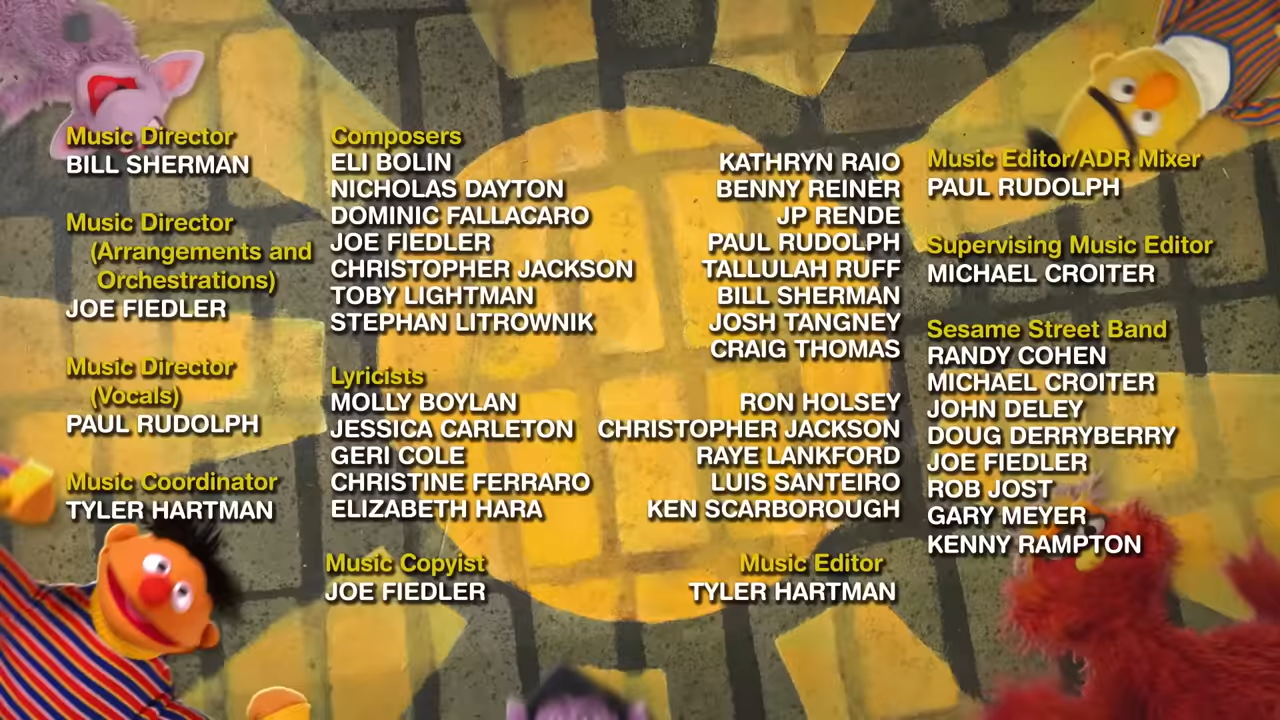 Music Director
BILL SHERMAN
Music Director
(Arrangements and
Orchestrations)
JOE FIEDLER
Music Director
(Vocals)
PAUL RUDOLPH
Music Coordinator
TYLER HARTMAN
Composers
ELI BOLIN
NICHOLAS DAYTON
DOMINIC FALLACARO
JOE FIEDLER
CHRISTOPHER JACKSON
TOBY LIGHTMAN
STEPHAN LITROWNIK
KATHRYN RAIO
BENNY REINER
JP RENDE
PAUL RUDOLPH
TALLULAH RUFF
BILL SHERMAN
JOSH TANGNEY
CRAIG THOMAS
Lyricists
MOLLY BOYLAN
JESSICA CARLETON
GERI COLE
CHRISTINE FERRARO
ELIZABETH HARA
RON HOLSEY
CHRISTOPHER JACKSON
RAYE LANKFORD
LUIS SANTEIRO
KEN SCARBOROUGH
Music Copyist
JOE FIEDLER
Music Editor
TYLER HARTMAN
Music Editor/ADR Mixer
PAUL RUDOLPH
Supervising Music Editor
MICHAEL CROITER
Sesame Street Band
RANDY COHEN
MICHAEL CROITER
JOHN DELEY
DOUG DERRYBERRY
JOE FIEDLER
ROB JOST
GARY MEYER
KENNY RAMPTON